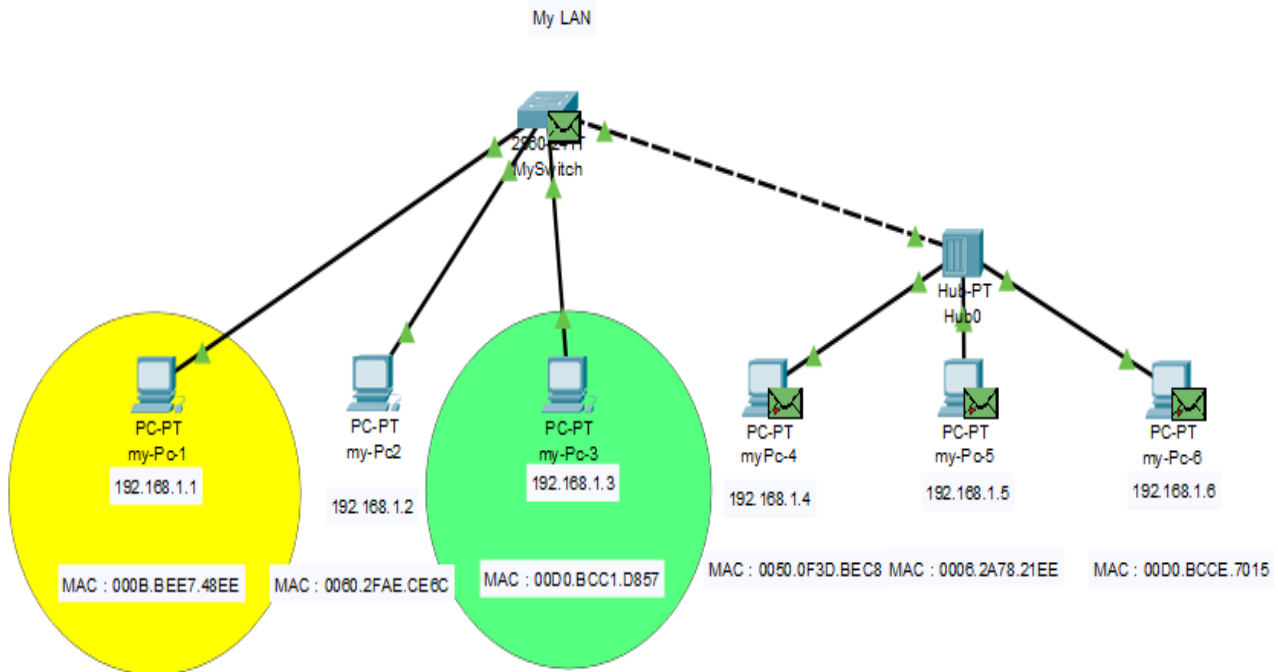 My LAN
MySwitch
Hub-PT
Hub0
PC-PT
my-Pc-1
192.168.1.1
MAC : 000B.BEE7.48EE
PC-PT
my-Pc2
192.168.1.2
MAC : 0060.2FAE.CE6C
PC-PT
my-Pc-3
192.168.1.3
MAC : 00D0.BCC1.D857
PC-PT
myPc-4
192.168.1.4
MAC : 0050.0F3D.BEC8
PC-PT
my-Pc-5
192.168.1.5
MAC : 0006.2A78.21EE
PC-PT
my-Pc-6
192.168.1.6
MAC : 00D0.BCCE.7015